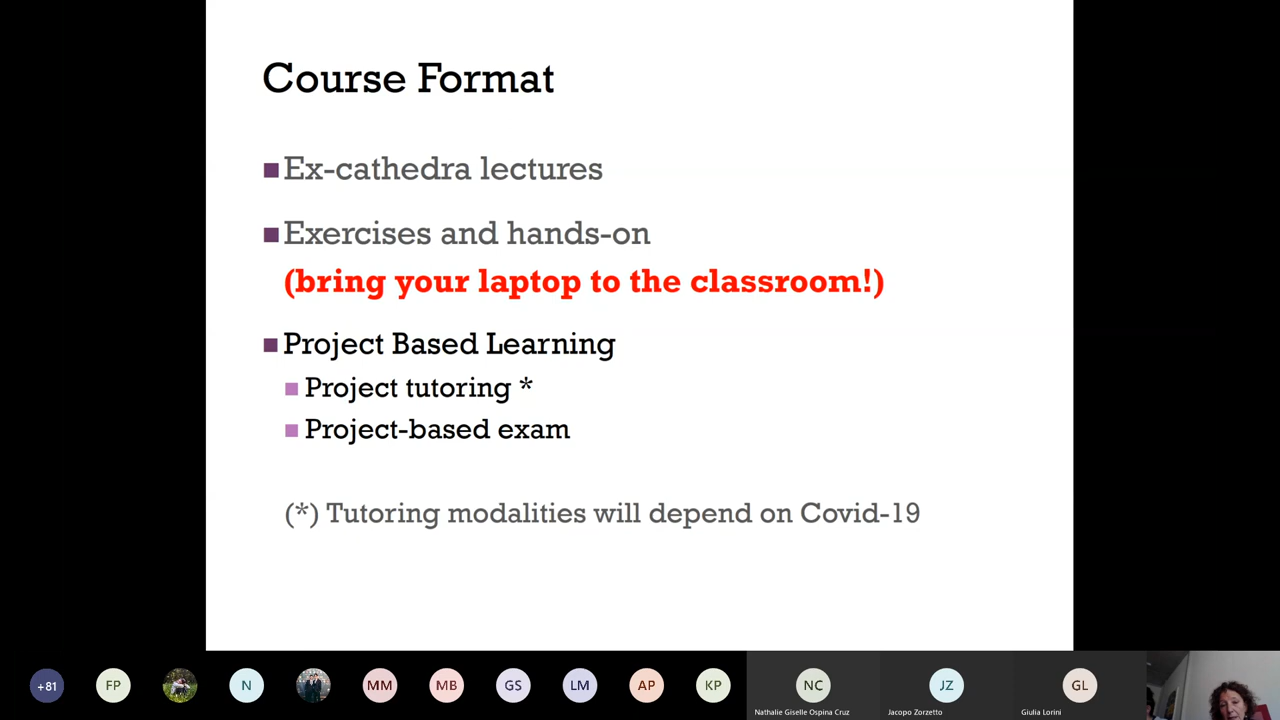 Course Format
Ex-cathedra lectures
Exercises and hands-on
(bring your laptop to the classroom!)
Project Based Learning
Project tutoring *
Project-based exam
(*) Tutoring modalities will depend on Covid-19
+81
FP
N
MM
MB
GS
LM
AP
KP
NC
JZ
GL
Nathalie Giselle Ospina Cruz
Jacopo Zorzetto
Giulia Lorini